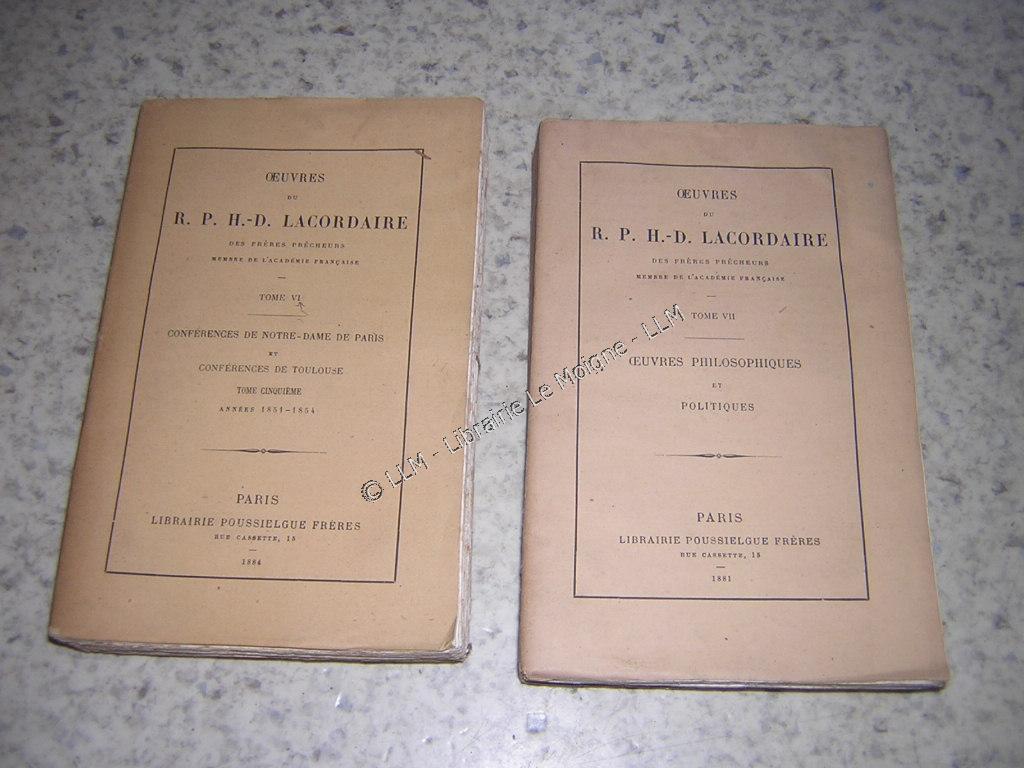 ŒUVRES
DU
R. P. H.-D. LACORDAIRE
DES FRÈRES PRÊCHEURS
MEMBRE DE L'ACADÉMIE FRANÇAISE
TOME VI
CONFÉRENCES DE NOTRE-DAME DE PARIS
ET
CONFÉRENCES DE TOULOUSE
TOME CINQUIÈME
ANNÉES 1851-1854
PARIS
LIBRAIRIE POUSSIELGUE FRÈRES
RUE CASSETTE, 15
1884
ŒUVRES
DU
R. P. H.-D. LACORDAIRE
DES FRÈRES PRÊCHEURS
MEMBRE DE L'ACADÉMIE FRANÇAISE
TOME VII
ŒUVRES PHILOSOPHIQUES
ET
POLITIQUES
PARIS
LIBRAIRIE POUSSIELGUE FRÈRES
RUE CASSETTE, 15
1881
© LLM - Librairie Le Moigne - LLM